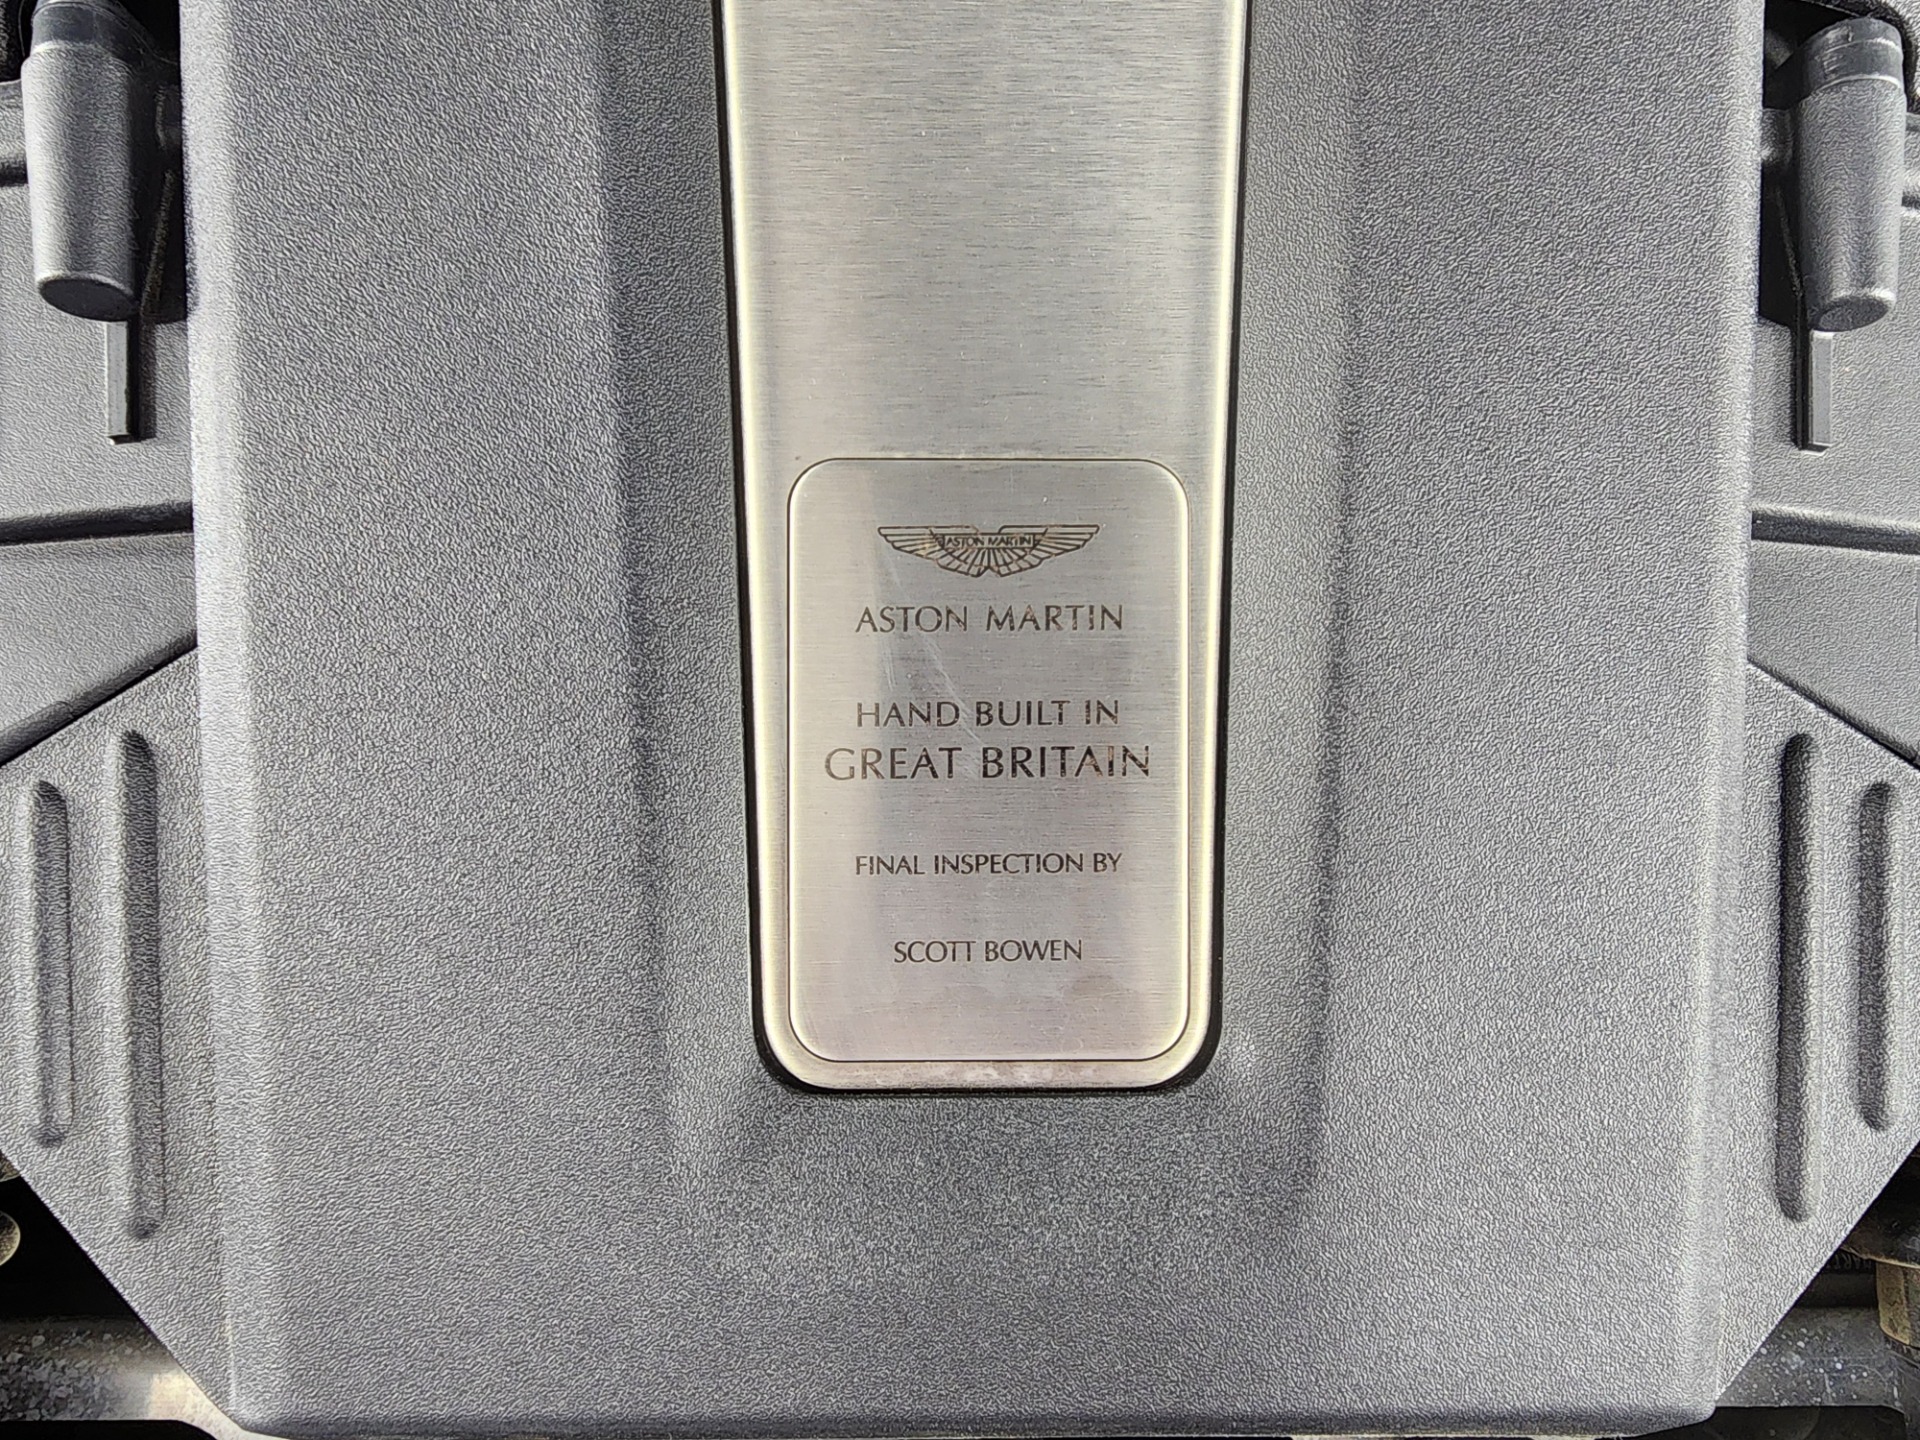 ASTON MARTIN
ASTON MARTIN
HAND BUILT IN
GREAT BRITAIN
FINAL INSPECTION BY
SCOTT BOWEN